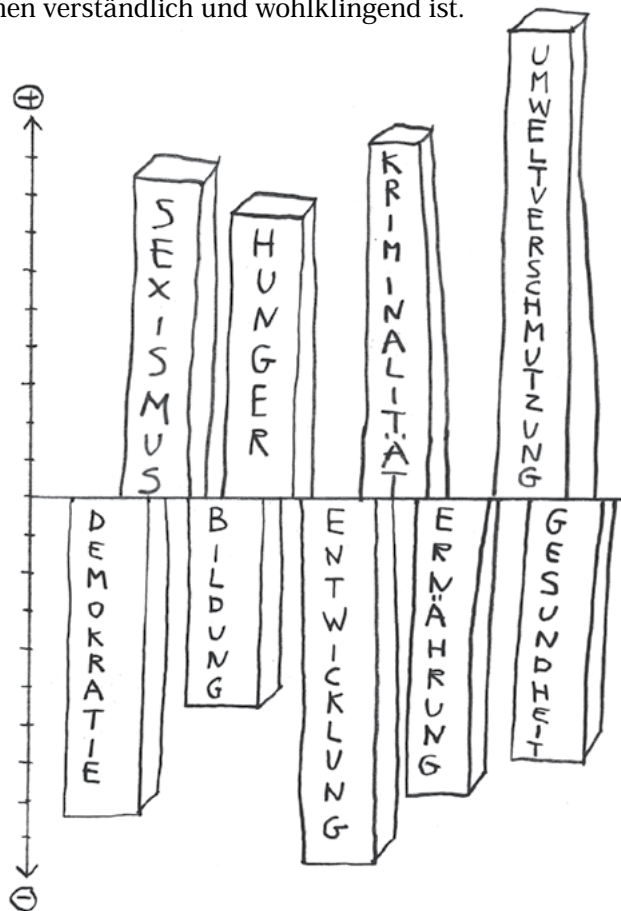 nen verständlich und wohlklingend ist.
+
SEXISMUS
HUNGER
KRIMINALITÄT
UMWELTVERSCHMUTZUNG
DEMOKRATIE
BILDUNG
ENTWICKLUNG
ERNÄHRUNG
GESUNDHEIT
-